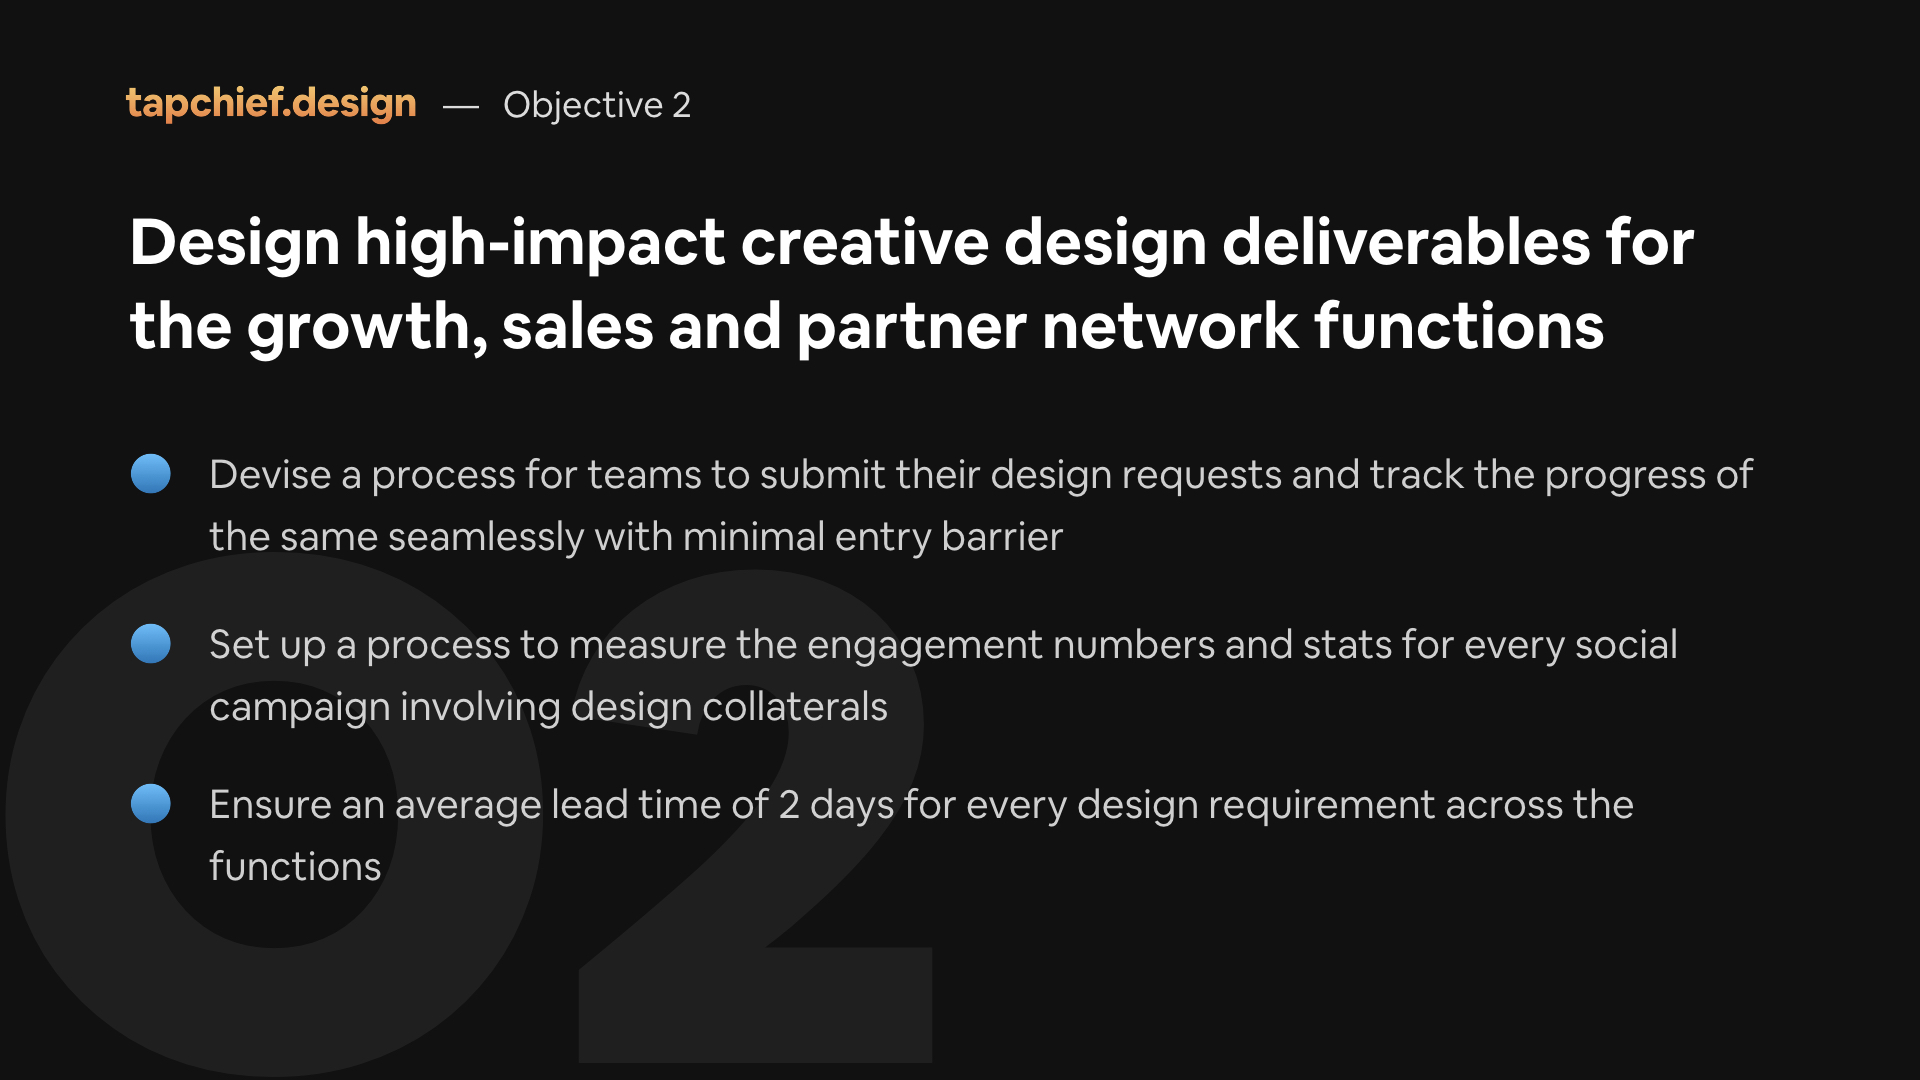 tapchief.design — Objective 2
Design high-impact creative design deliverables for
the growth, sales and partner network functions
Devise a process for teams to submit their design requests and track the progress of
the same seamlessly with minimal entry barrier
Set up a process to measure the engagement numbers and stats for every social
campaign involving design collaterals
Ensure an average lead time of 2 days for every design requirement across the
functions
02